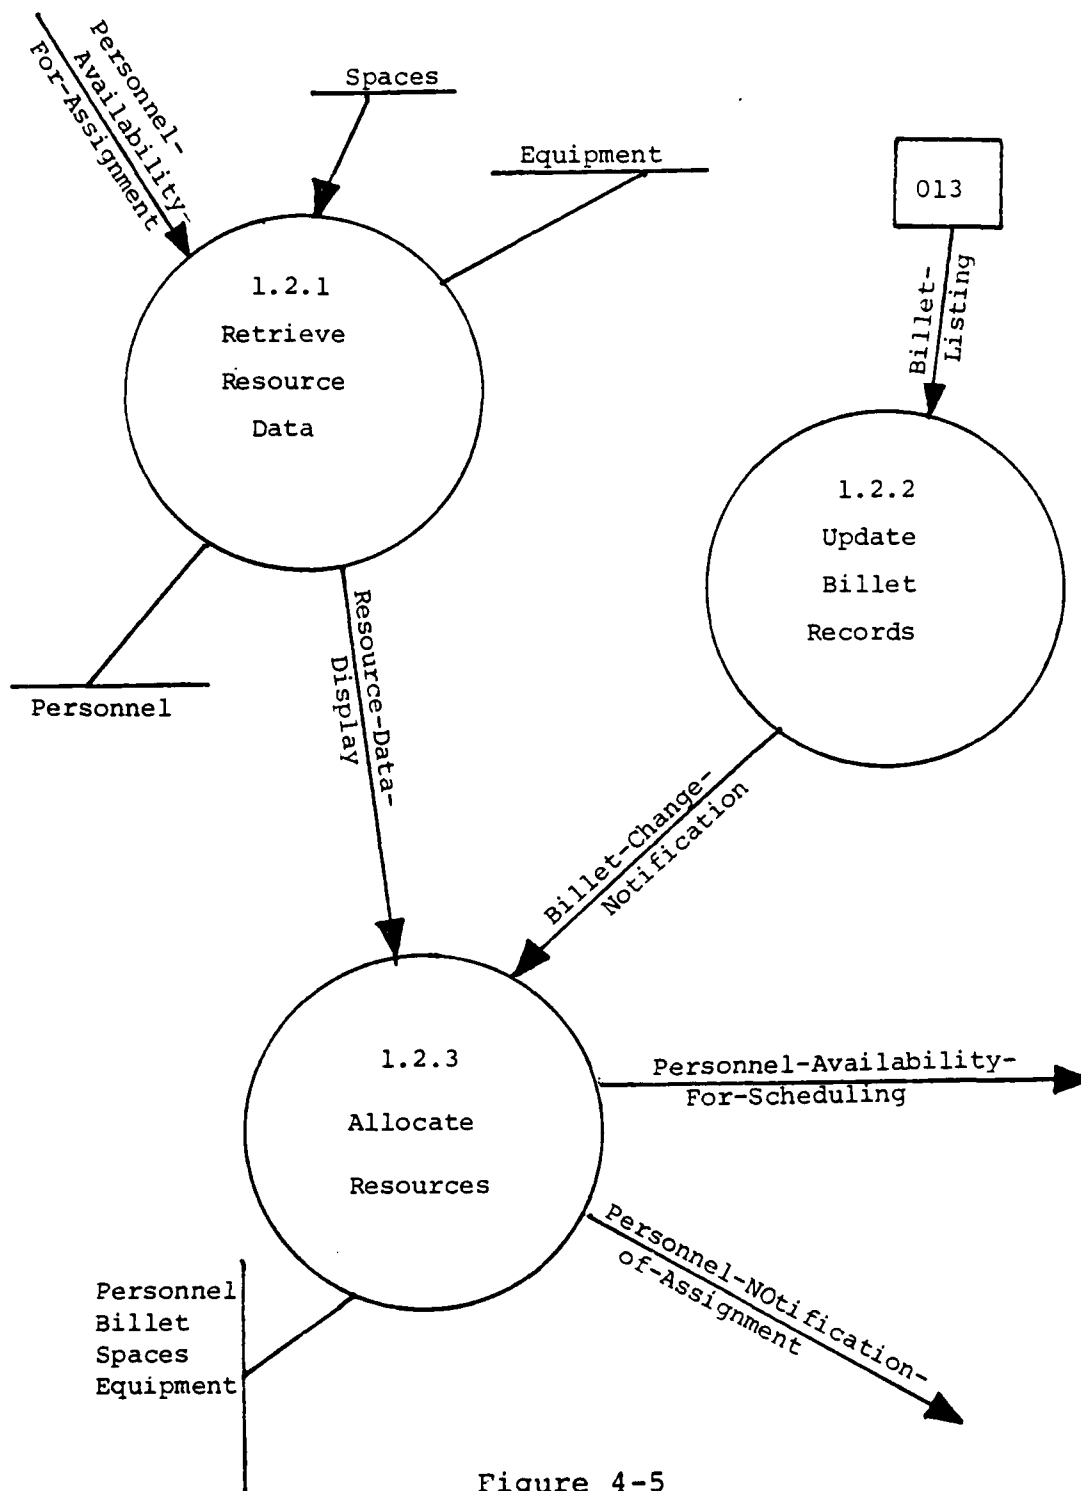 Personnel-
Availability-
For-Assignment
Spaces
Equipment
013
Billet-
Listing
1.2.1
Retrieve
Resource
Data
1.2.2
Update
Billet
Records
Personnel
Resource-Data-
Display
Billet-Change-
Notification
1.2.3
Allocate
Resources
Personnel-Availability-
For-Scheduling
Personnel-NOtification-
of-Assignment
Personnel
Billet
Spaces
Equipment
Figure 4-5